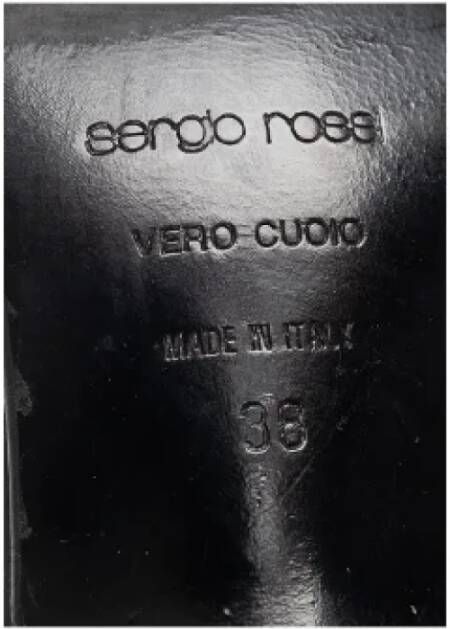 sergio rossi
VERO CUOIO
MADE IN ITALY
38